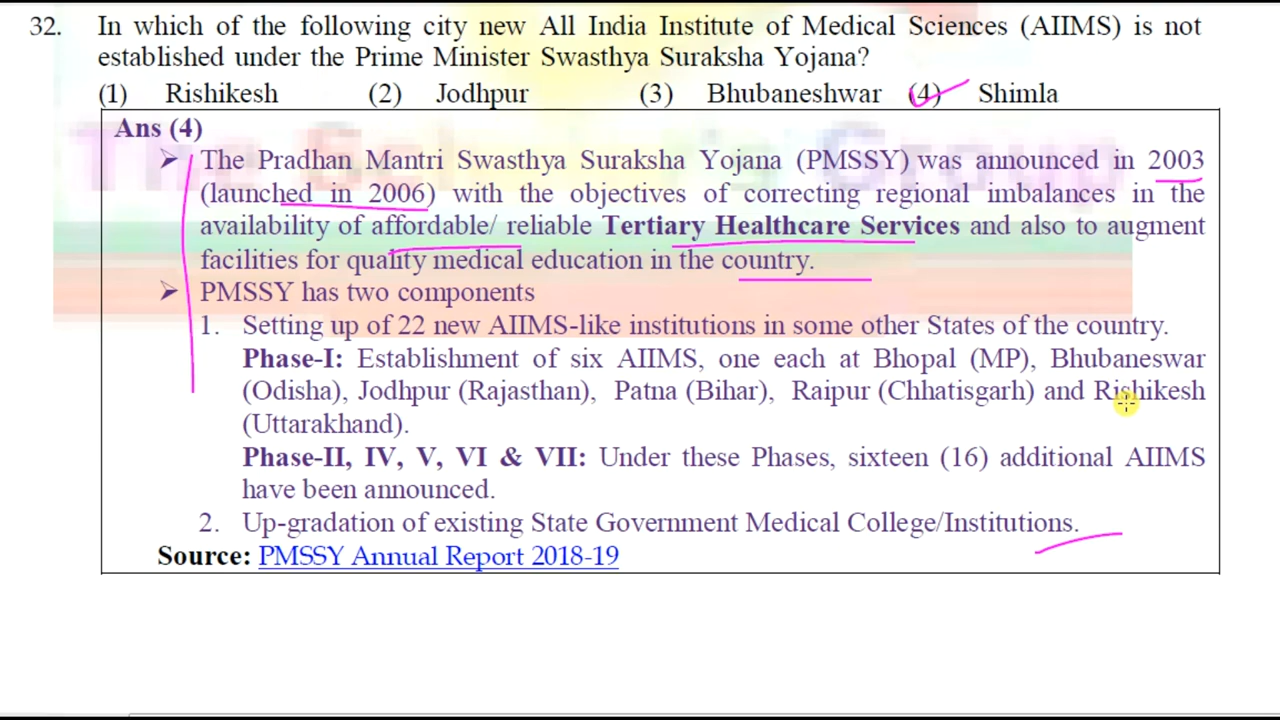 32. In which of the following city new All India Institute of Medical Sciences (AIIMS) is not
established under the Prime Minister Swasthya Suraksha Yojana?
(1) Rishikesh (2) Jodhpur (3) Bhubaneshwar (4) Shimla
Ans (4)
➢ The Pradhan Mantri Swasthya Suraksha Yojana (PMSSY) was announced in 2003
(launched in 2006) with the objectives of correcting regional imbalances in the
availability of affordable/ reliable Tertiary Healthcare Services and also to augment
facilities for quality medical education in the country.
➢ PMSSY has two components
1. Setting up of 22 new AIIMS-like institutions in some other States of the country.
Phase-I: Establishment of six AIIMS, one each at Bhopal (MP), Bhubaneswar
(Odisha), Jodhpur (Rajasthan), Patna (Bihar), Raipur (Chhatisgarh) and Rishikesh
(Uttarakhand).
Phase-II, IV, V, VI & VII: Under these Phases, sixteen (16) additional AIIMS
have been announced.
2. Up-gradation of existing State Government Medical College/Institutions.
Source: PMSSY Annual Report 2018-19